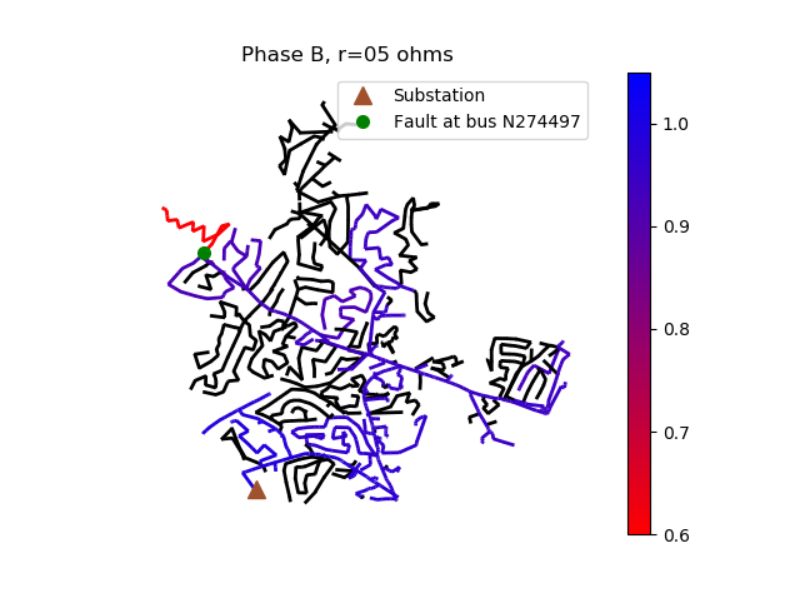 Phase B, r=05 ohms
Substation
Fault at bus N274497
1.0
0.9
0.8
0.7
0.6